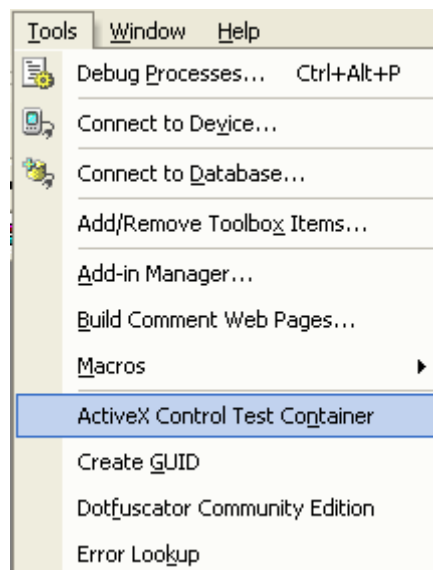 Tools Window Help
Debug Processes... Ctrl+Alt+P
Connect to Device...
Connect to Database...
Add/Remove Toolbox Items...
Add-in Manager...
Build Comment Web Pages...
Macros
ActiveX Control Test Container
Create GUID
Dotfuscator Community Edition
Error Lookup